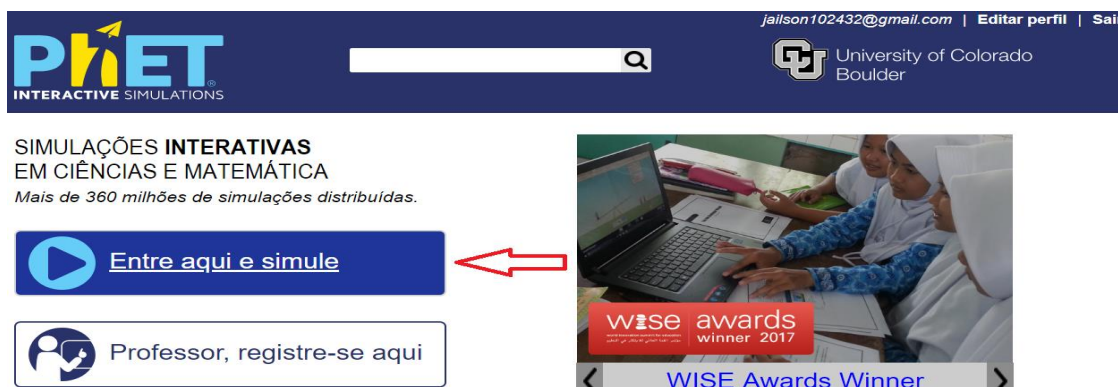 jailson102432@gmail.com | Editar perfil | Sair
PhET
INTERACTIVE SIMULATIONS
University of Colorado
Boulder
SIMULAÇÕES INTERATIVAS
EM CIÊNCIAS E MATEMÁTICA
Mais de 360 milhões de simulações distribuídas.
Entre aqui e simule
Professor, registre-se aqui
wise awards
winner 2017
WISE Awards Winner